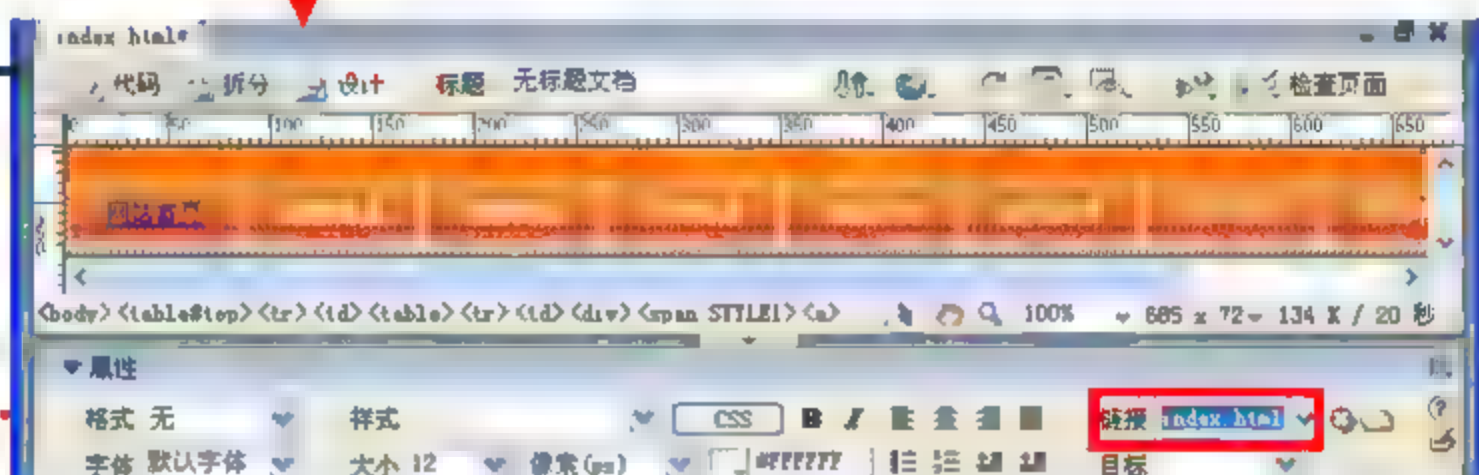 index.html*
代码 拆分 设计 标题 无标题文档 检查页面
0 50 100 150 200 250 300 350 400 450 500 550 600 650
网站首页
<body><table#top><tr><td><table><tr><td><div><span STYLE1><a> 100% 685 x 72 134 K / 20 秒
属性
格式 无 样式 CSS B I 链接 index.html
字体 默认字体 大小 12 像素(px) #FFFFFF 目标